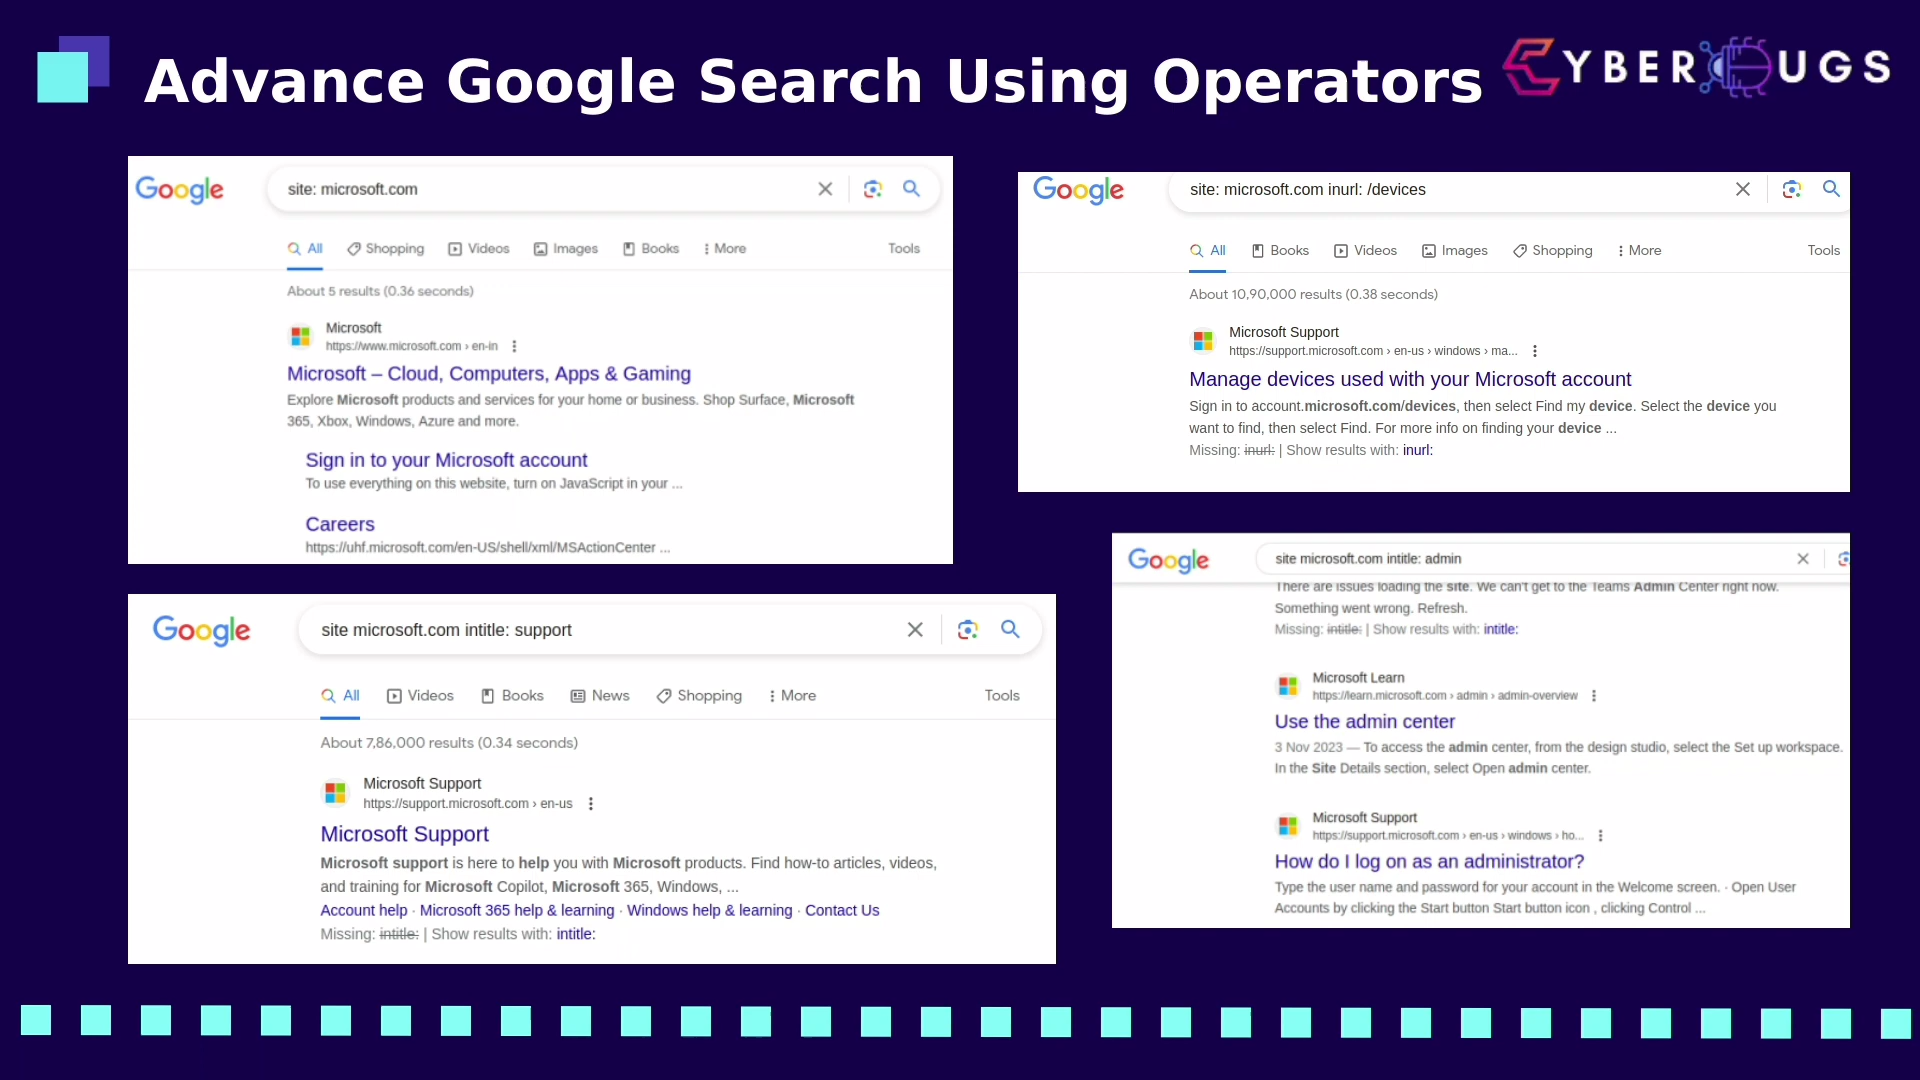 Advance Google Search Using Operators
CYBERDUGS
Google
site: microsoft.com
All Shopping Videos Images Books More Tools
About 5 results (0.36 seconds)
Microsoft
https://www.microsoft.com › en-in
Microsoft – Cloud, Computers, Apps & Gaming
Explore Microsoft products and services for your home or business. Shop Surface, Microsoft
365, Xbox, Windows, Azure and more.
Sign in to your Microsoft account
To use everything on this website, turn on JavaScript in your ...
Careers
https://uhf.microsoft.com/en-US/shell/xml/MSActionCenter ...
Google
site: microsoft.com inurl: /devices
All Books Videos Images Shopping More Tools
About 10,90,000 results (0.38 seconds)
Microsoft Support
https://support.microsoft.com › en-us › windows › ma...
Manage devices used with your Microsoft account
Sign in to account.microsoft.com/devices, then select Find my device. Select the device you
want to find, then select Find. For more info on finding your device ...
Missing: inurl: | Show results with: inurl:
Google
site microsoft.com intitle: support
All Videos Books News Shopping More Tools
About 7,86,000 results (0.34 seconds)
Microsoft Support
https://support.microsoft.com › en-us
Microsoft Support
Microsoft support is here to help you with Microsoft products. Find how-to articles, videos,
and training for Microsoft Copilot, Microsoft 365, Windows, ...
Account help · Microsoft 365 help & learning · Windows help & learning · Contact Us
Missing: intitle: | Show results with: intitle:
Google
site microsoft.com intitle: admin
There are issues loading the site. We can't get to the Teams Admin Center right now.
Something went wrong. Refresh.
Missing: intitle: | Show results with: intitle:
Microsoft Learn
https://learn.microsoft.com › admin › admin-overview
Use the admin center
3 Nov 2023 — To access the admin center, from the design studio, select the Set up workspace.
In the Site Details section, select Open admin center.
Microsoft Support
https://support.microsoft.com › en-us › windows › ho...
How do I log on as an administrator?
Type the user name and password for your account in the Welcome screen. · Open User
Accounts by clicking the Start button Start button icon , clicking Control ...